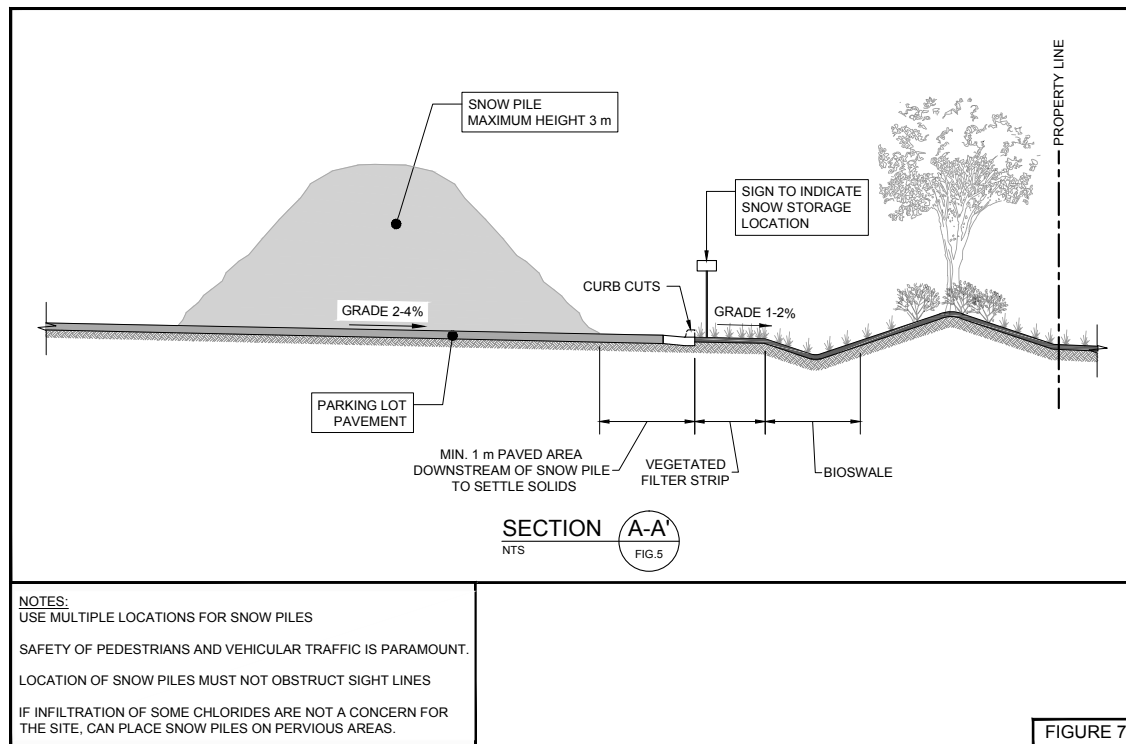 SNOW PILE
MAXIMUM HEIGHT 3 m
PROPERTY LINE
SIGN TO INDICATE
SNOW STORAGE
LOCATION
CURB CUTS
GRADE 2-4%
GRADE 1-2%
PARKING LOT
PAVEMENT
MIN. 1 m PAVED AREA
DOWNSTREAM OF SNOW PILE
TO SETTLE SOLIDS
VEGETATED
FILTER STRIP
BIOSWALE
SECTION
NTS
A-A'
FIG.5
NOTES:
USE MULTIPLE LOCATIONS FOR SNOW PILES
SAFETY OF PEDESTRIANS AND VEHICULAR TRAFFIC IS PARAMOUNT.
LOCATION OF SNOW PILES MUST NOT OBSTRUCT SIGHT LINES
IF INFILTRATION OF SOME CHLORIDES ARE NOT A CONCERN FOR
THE SITE, CAN PLACE SNOW PILES ON PERVIOUS AREAS.
FIGURE 7